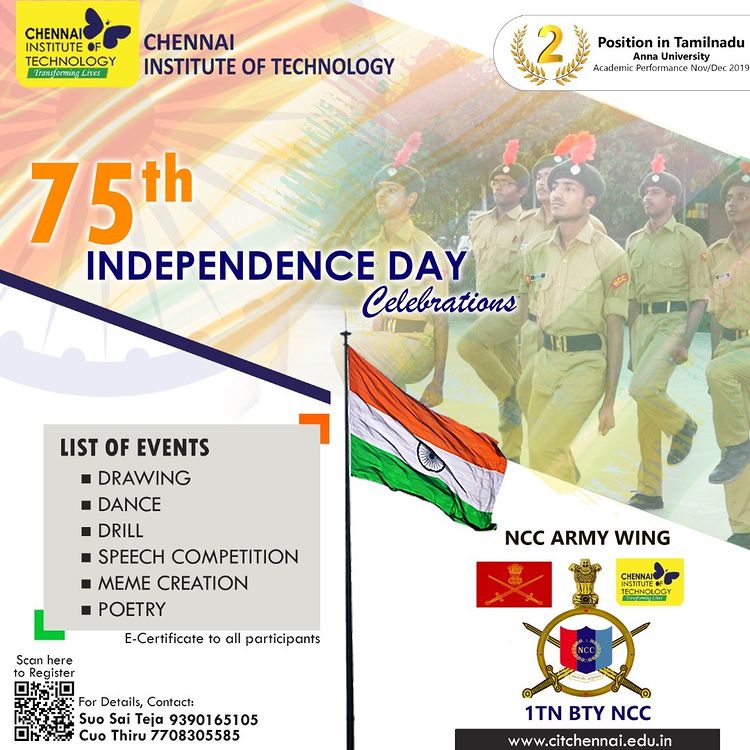 CHENNAI
INSTITUTE OF
TECHNOLOGY
Transforming Lives
CHENNAI
INSTITUTE OF TECHNOLOGY
2
Position in Tamilnadu
Anna University
Academic Performance Nov/Dec 2019
75th
INDEPENDENCE DAY
Celebrations
NCC
LIST OF EVENTS
■ DRAWING
■ DANCE
■ DRILL
■ SPEECH COMPETITION
■ MEME CREATION
■ POETRY
E-Certificate to all participants
Scan here
to Register
For Details, Contact:
Suo Sai Teja 9390165105
Cuo Thiru 7708305585
NCC ARMY WING
CHENNAI
INSTITUTE OF
TECHNOLOGY
Transforming Lives
NCC
1TN BTY NCC
www.citchennai.edu.in